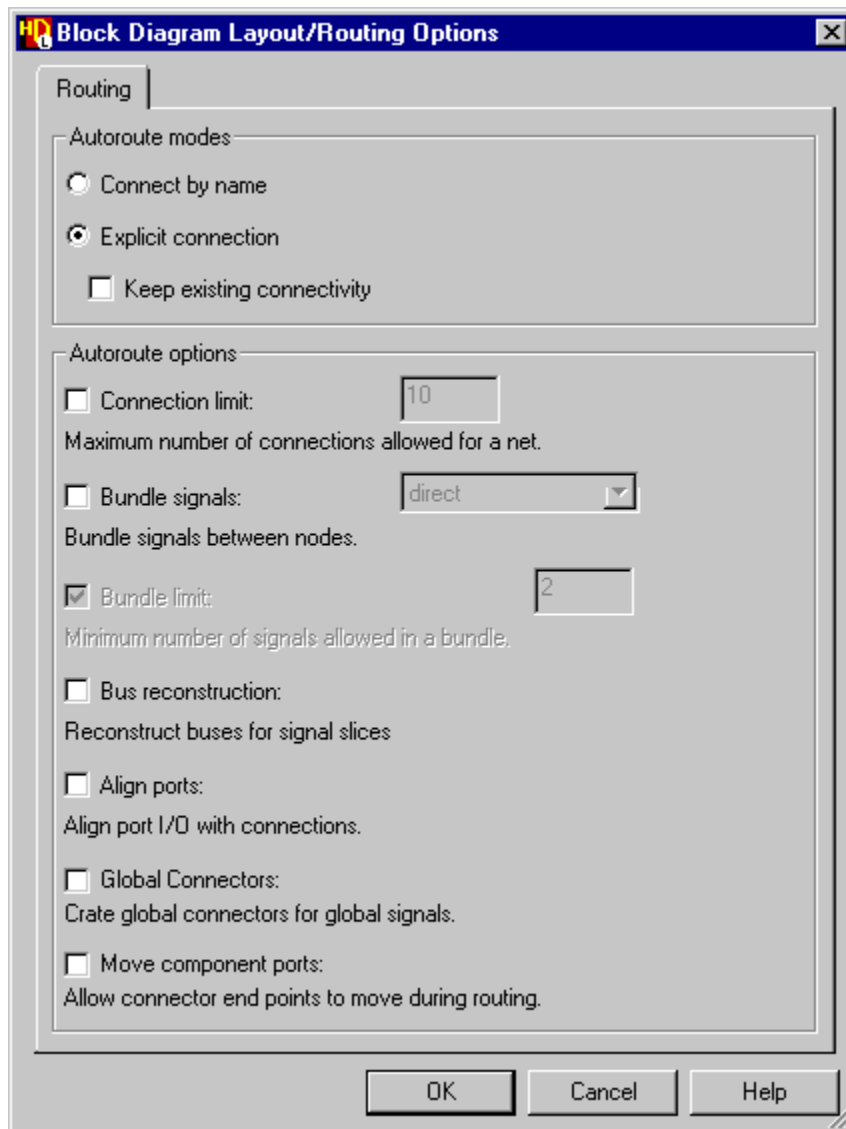 HDL Block Diagram Layout/Routing Options
Routing
Autoroute modes
Connect by name
Explicit connection
Keep existing connectivity
Autoroute options
Connection limit: 10
Maximum number of connections allowed for a net.
Bundle signals: direct
Bundle signals between nodes.
Bundle limit: 2
Minimum number of signals allowed in a bundle.
Bus reconstruction:
Reconstruct buses for signal slices
Align ports:
Align port I/O with connections.
Global Connectors:
Crate global connectors for global signals.
Move component ports:
Allow connector end points to move during routing.
OK Cancel Help